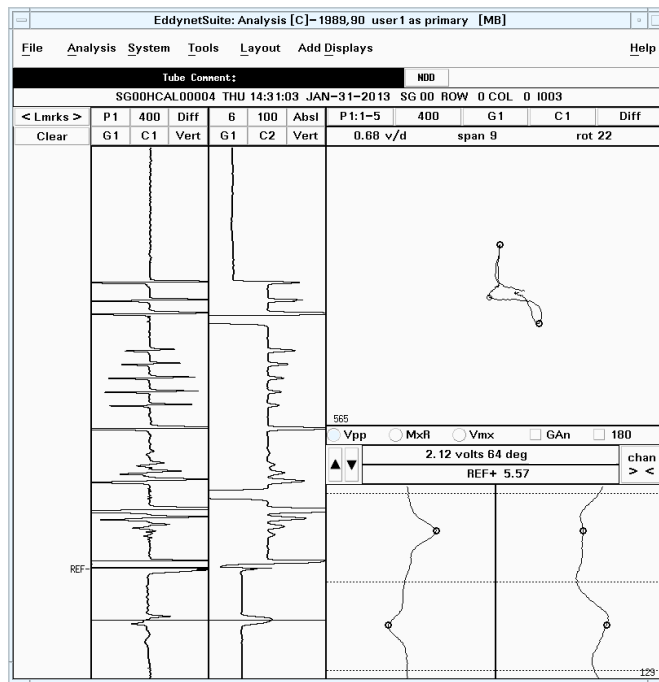 EddynetSuite: Analysis [C]-1989,90 user1 as primary [MB]
File Analysis System Tools Layout Add Displays Help
Tube Comment: NDD
SG00HCAL00004 THU 14:31:03 JAN-31-2013 SG 00 ROW 0 COL 0 I003
< Lmrks > P1 400 Diff 6 100 Absl P1:1-5 400 G1 C1 Diff
Clear G1 C1 Vert G1 C2 Vert 0.68 v/d span 9 rot 22
565
Vpp MxR Vmx GAn 180
▲ ▼ 2.12 volts 64 deg chan
REF+ 5.57 > <
REF-
129